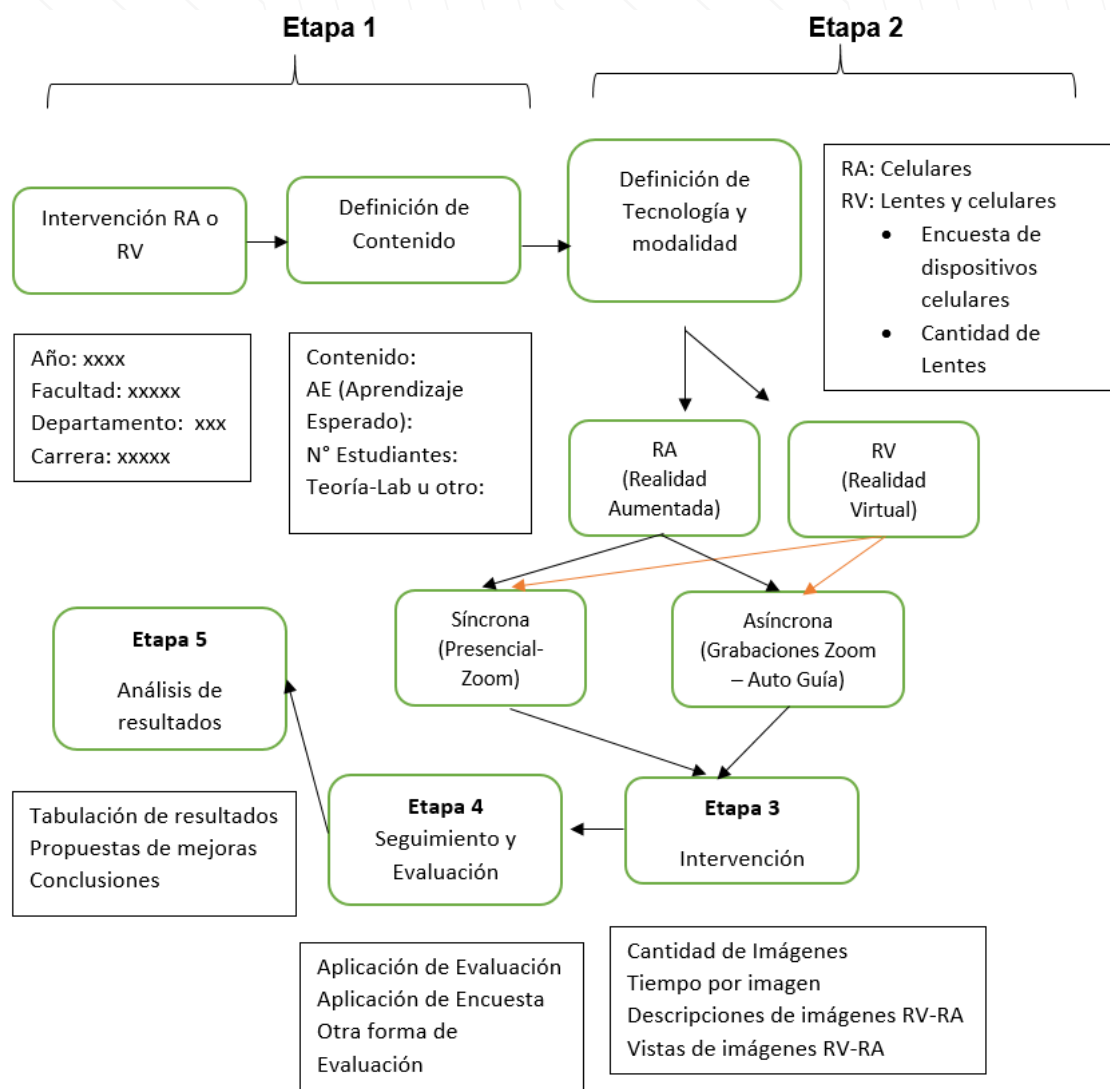 Etapa 1
Etapa 2
Intervención RA o
RV
Definición de
Contenido
Definición de
Tecnología y
modalidad
RA: Celulares
RV: Lentes y celulares
• Encuesta de
dispositivos
celulares
• Cantidad de
Lentes
Año: xxxx
Facultad: xxxxx
Departamento: xxx
Carrera: xxxxx
Contenido:
AE (Aprendizaje
Esperado):
N° Estudiantes:
Teoría-Lab u otro:
RA
(Realidad
Aumentada)
RV
(Realidad
Virtual)
Síncrona
(Presencial-
Zoom)
Asíncrona
(Grabaciones Zoom
– Auto Guía)
Etapa 5
Análisis de
resultados
Etapa 4
Seguimiento y
Evaluación
Etapa 3
Intervención
Tabulación de resultados
Propuestas de mejoras
Conclusiones
Aplicación de Evaluación
Aplicación de Encuesta
Otra forma de
Evaluación
Cantidad de Imágenes
Tiempo por imagen
Descripciones de imágenes RV-RA
Vistas de imágenes RV-RA